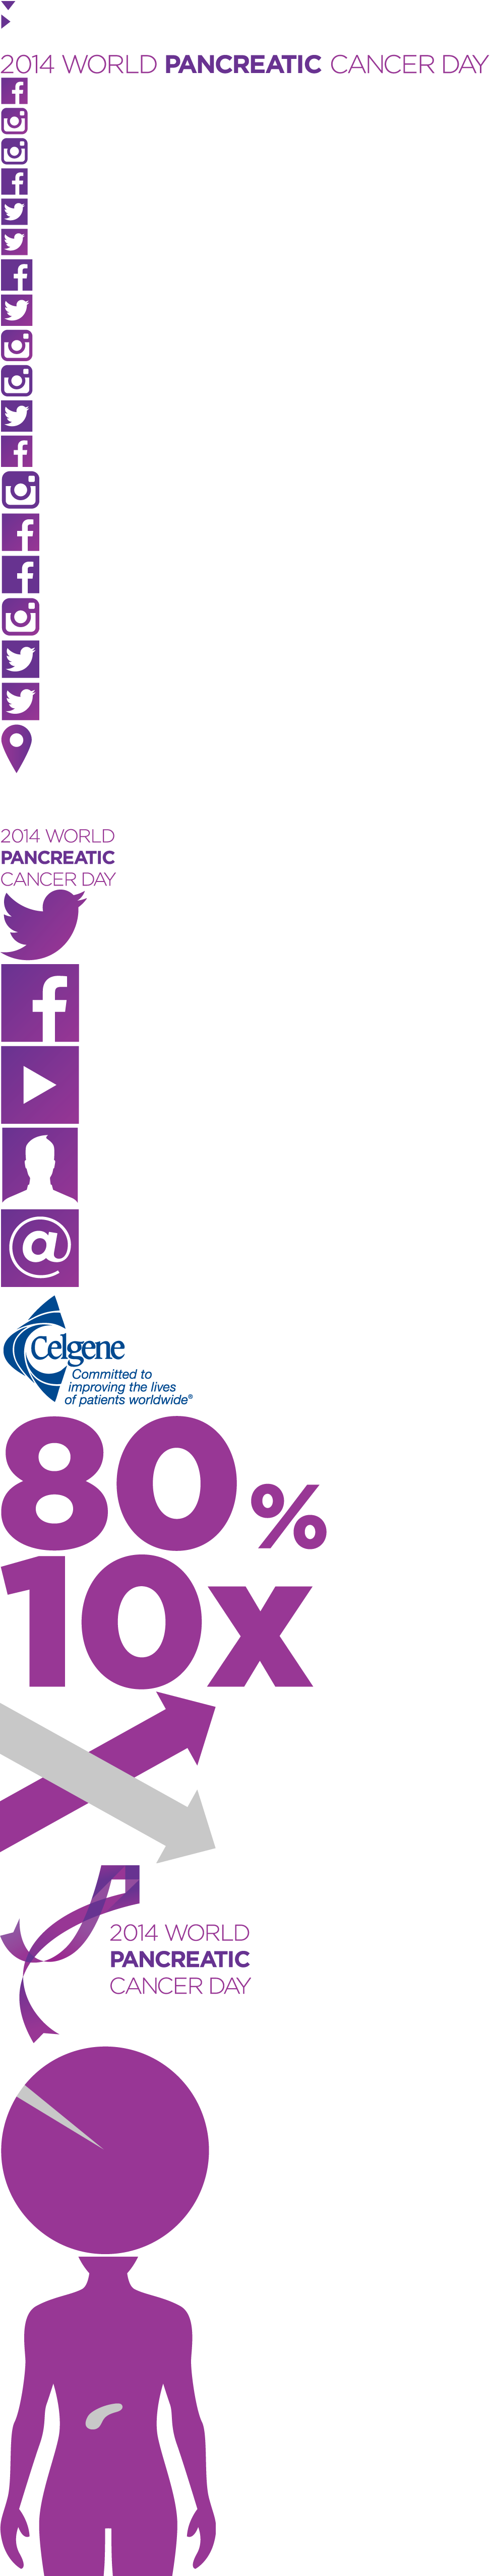 2014 WORLD PANCREATIC CANCER DAY
2014 WORLD
PANCREATIC
CANCER DAY
@
Celgene
Committed to
improving the lives
of patients worldwide®
80%
10x
2014 WORLD
PANCREATIC
CANCER DAY